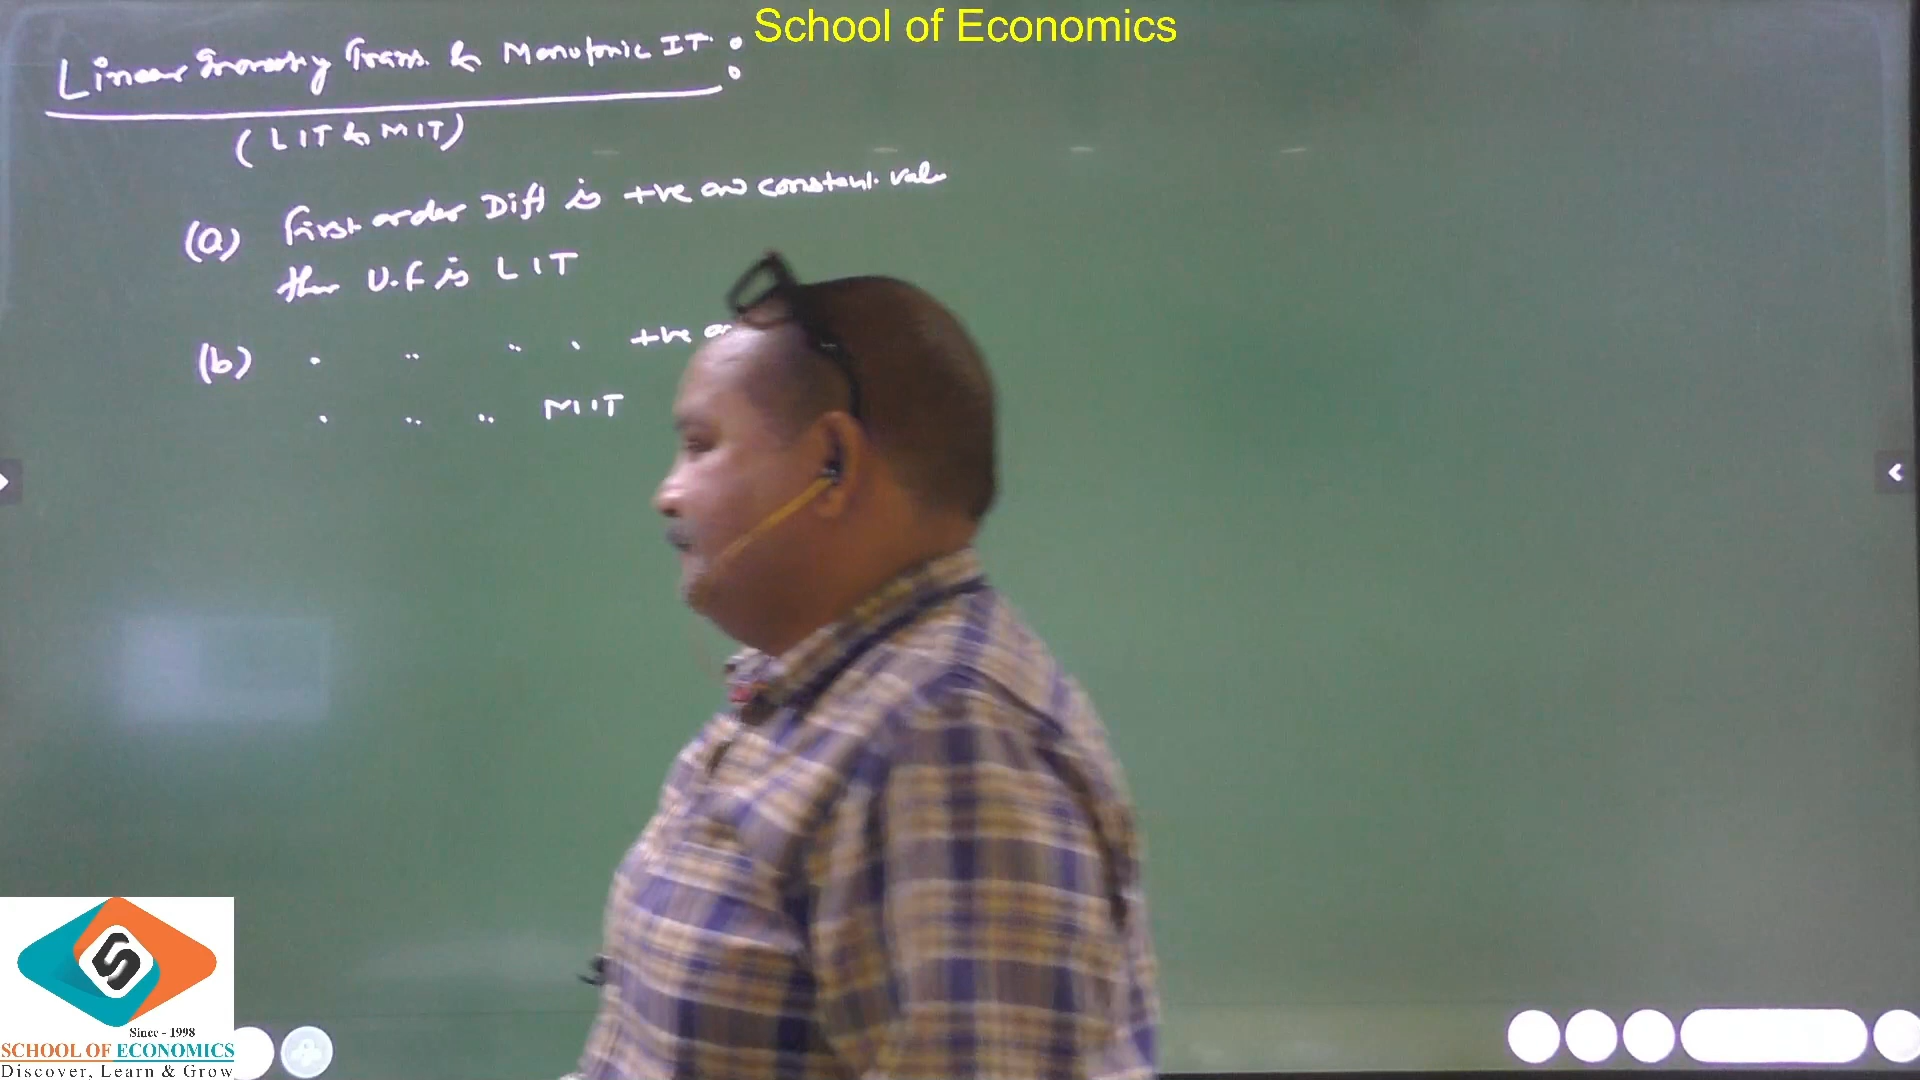 School of Economics
Linear Trans. & Monotonic IT :
(LIT & MIT)
(a) First order Diff is +ve and constant. value
then U.F is LIT
(b) " " " " +ve
" " " MIT
Since - 1998
SCHOOL OF ECONOMICS
Discover, Learn & Grow